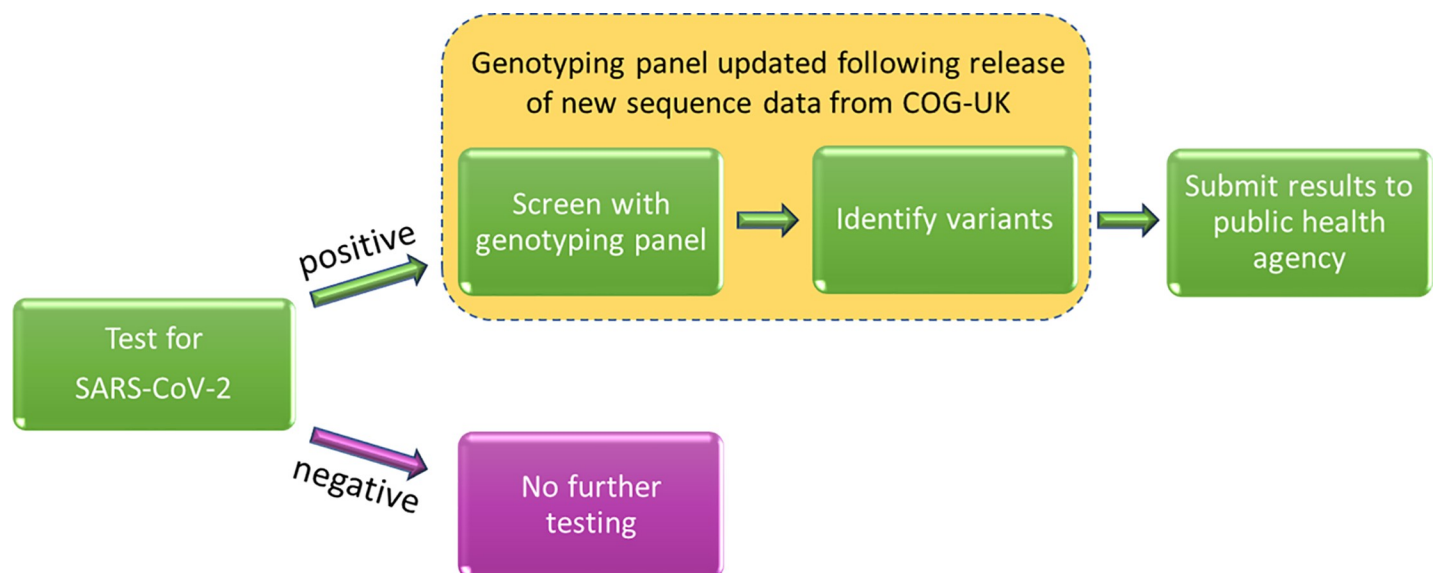 Genotyping panel updated following release
of new sequence data from COG-UK
Screen with
genotyping panel
Identify variants
Submit results to
public health
agency
positive
Test for
SARS-CoV-2
negative
No further
testing